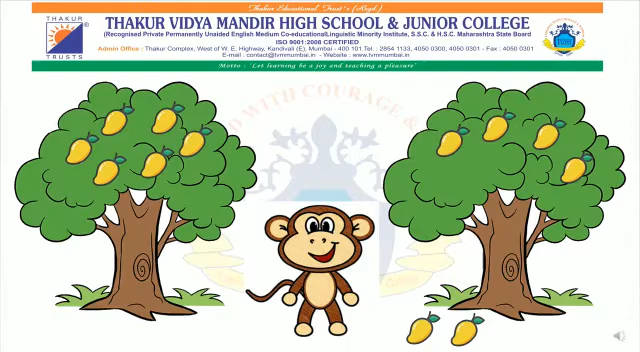 Thakur Educational Trust's (Regd.)
THAKUR
TRUSTS
THAKUR VIDYA MANDIR HIGH SCHOOL & JUNIOR COLLEGE
(Recognised Private Permanently Unaided English Medium Co-educational/Linguistic Minority Institute, S.S.C. & H.S.C. Maharashtra State Board
ISO 9001:2008 CERTIFIED
Admin Office : Thakur Complex, West of W. E. Highway, Kandivali (E), Mumbai - 400 101.Tel. : 2854 1133, 4050 0300, 4050 0301 - Fax : 4050 0301
E-mail : contact@tvmmumbai.in - Website : www.tvmmumbai.in
Motto : "Let learning be a joy and teaching a pleasure"
D WITH COURAGE &